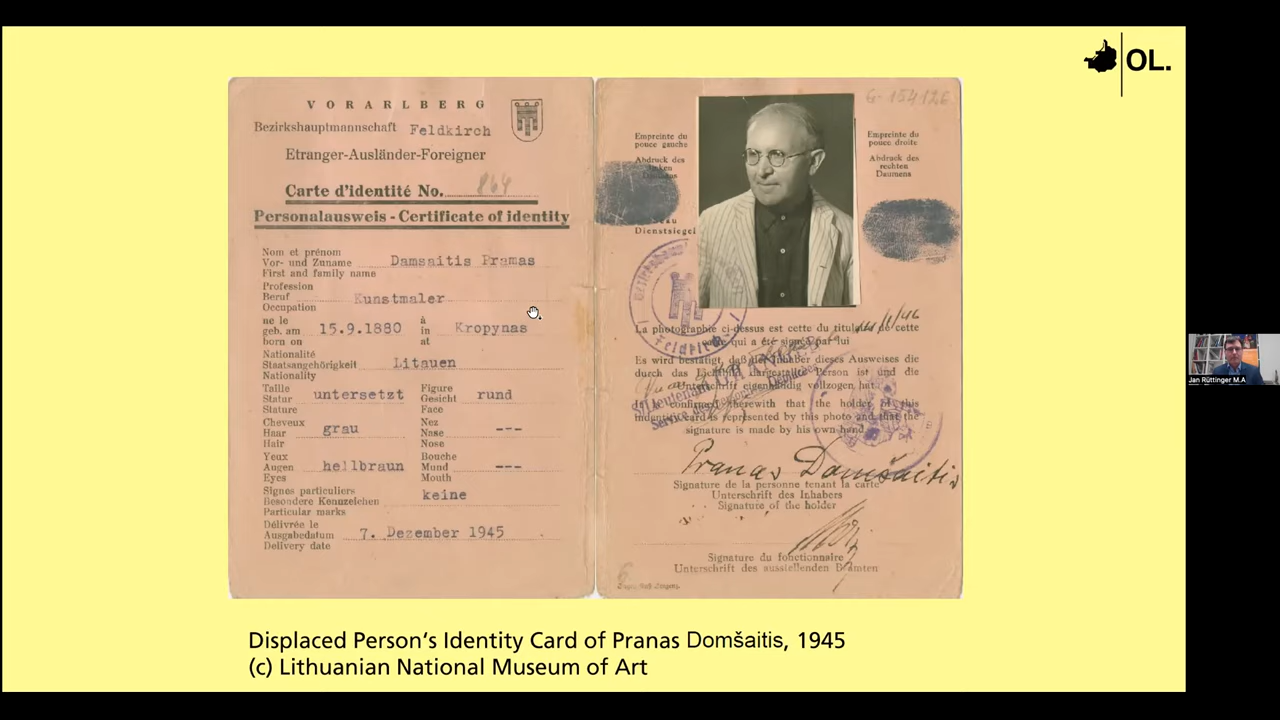 OL.
VORARLBERG
Bezirkshauptmannschaft Feldkirch
Etranger-Ausländer-Foreigner
Carte d'identité No. 864
Personalausweis - Certificate of identity
Nom et prénom
Vor- und Zuname Damsaitis Pramas
First and family name
Profession
Beruf Kunstmaler
Occupation
ne le à
geb. am 15.9.1880 in Kropynas
born on at
Nationalité
Staatsangehörigkeit Litauen
Nationality
Taille Figure
Statur untersetzt Gesicht rund
Stature Face
Cheveux Nez
Haar grau Nase ---
Hair Nose
Yeux Bouche
Augen hellbraun Mund ---
Eyes Mouth
Signes particuliers
Besondere Kennzeichen keine
Particular marks
Délivrée le
Ausgabedatum 7. Dezember 1945
Delivery date
G-154126
Empreinte du
pouce gauche
Abdruck des
linken
Daumens
Dienstsiegel
Empreinte du
pouce droite
Abdruck des
rechten
Daumens
Feldkirch
La photographie ci-dessus est cette du titulaire de cette
carte qui a été signée par lui
Es wird bestätigt, daß der Inhaber dieses Ausweises die
durch das Lichtbild dargestellte Person ist und die
Unterschrift eigenhändig vollzogen hat.
confirmed therewith that the holder of this
identity card is represented by this photo and that the
signature is made by his own hand
Pranas Domšaitis
Signature de la personne tenant la carte
Unterschrift des Inhabers
Signature of the holder
Signature du fonctionnaire
Unterschrift des ausstellenden Beamten
Displaced Person‘s Identity Card of Pranas Domšaitis, 1945
(c) Lithuanian National Museum of Art
Jan Rüttinger M.A